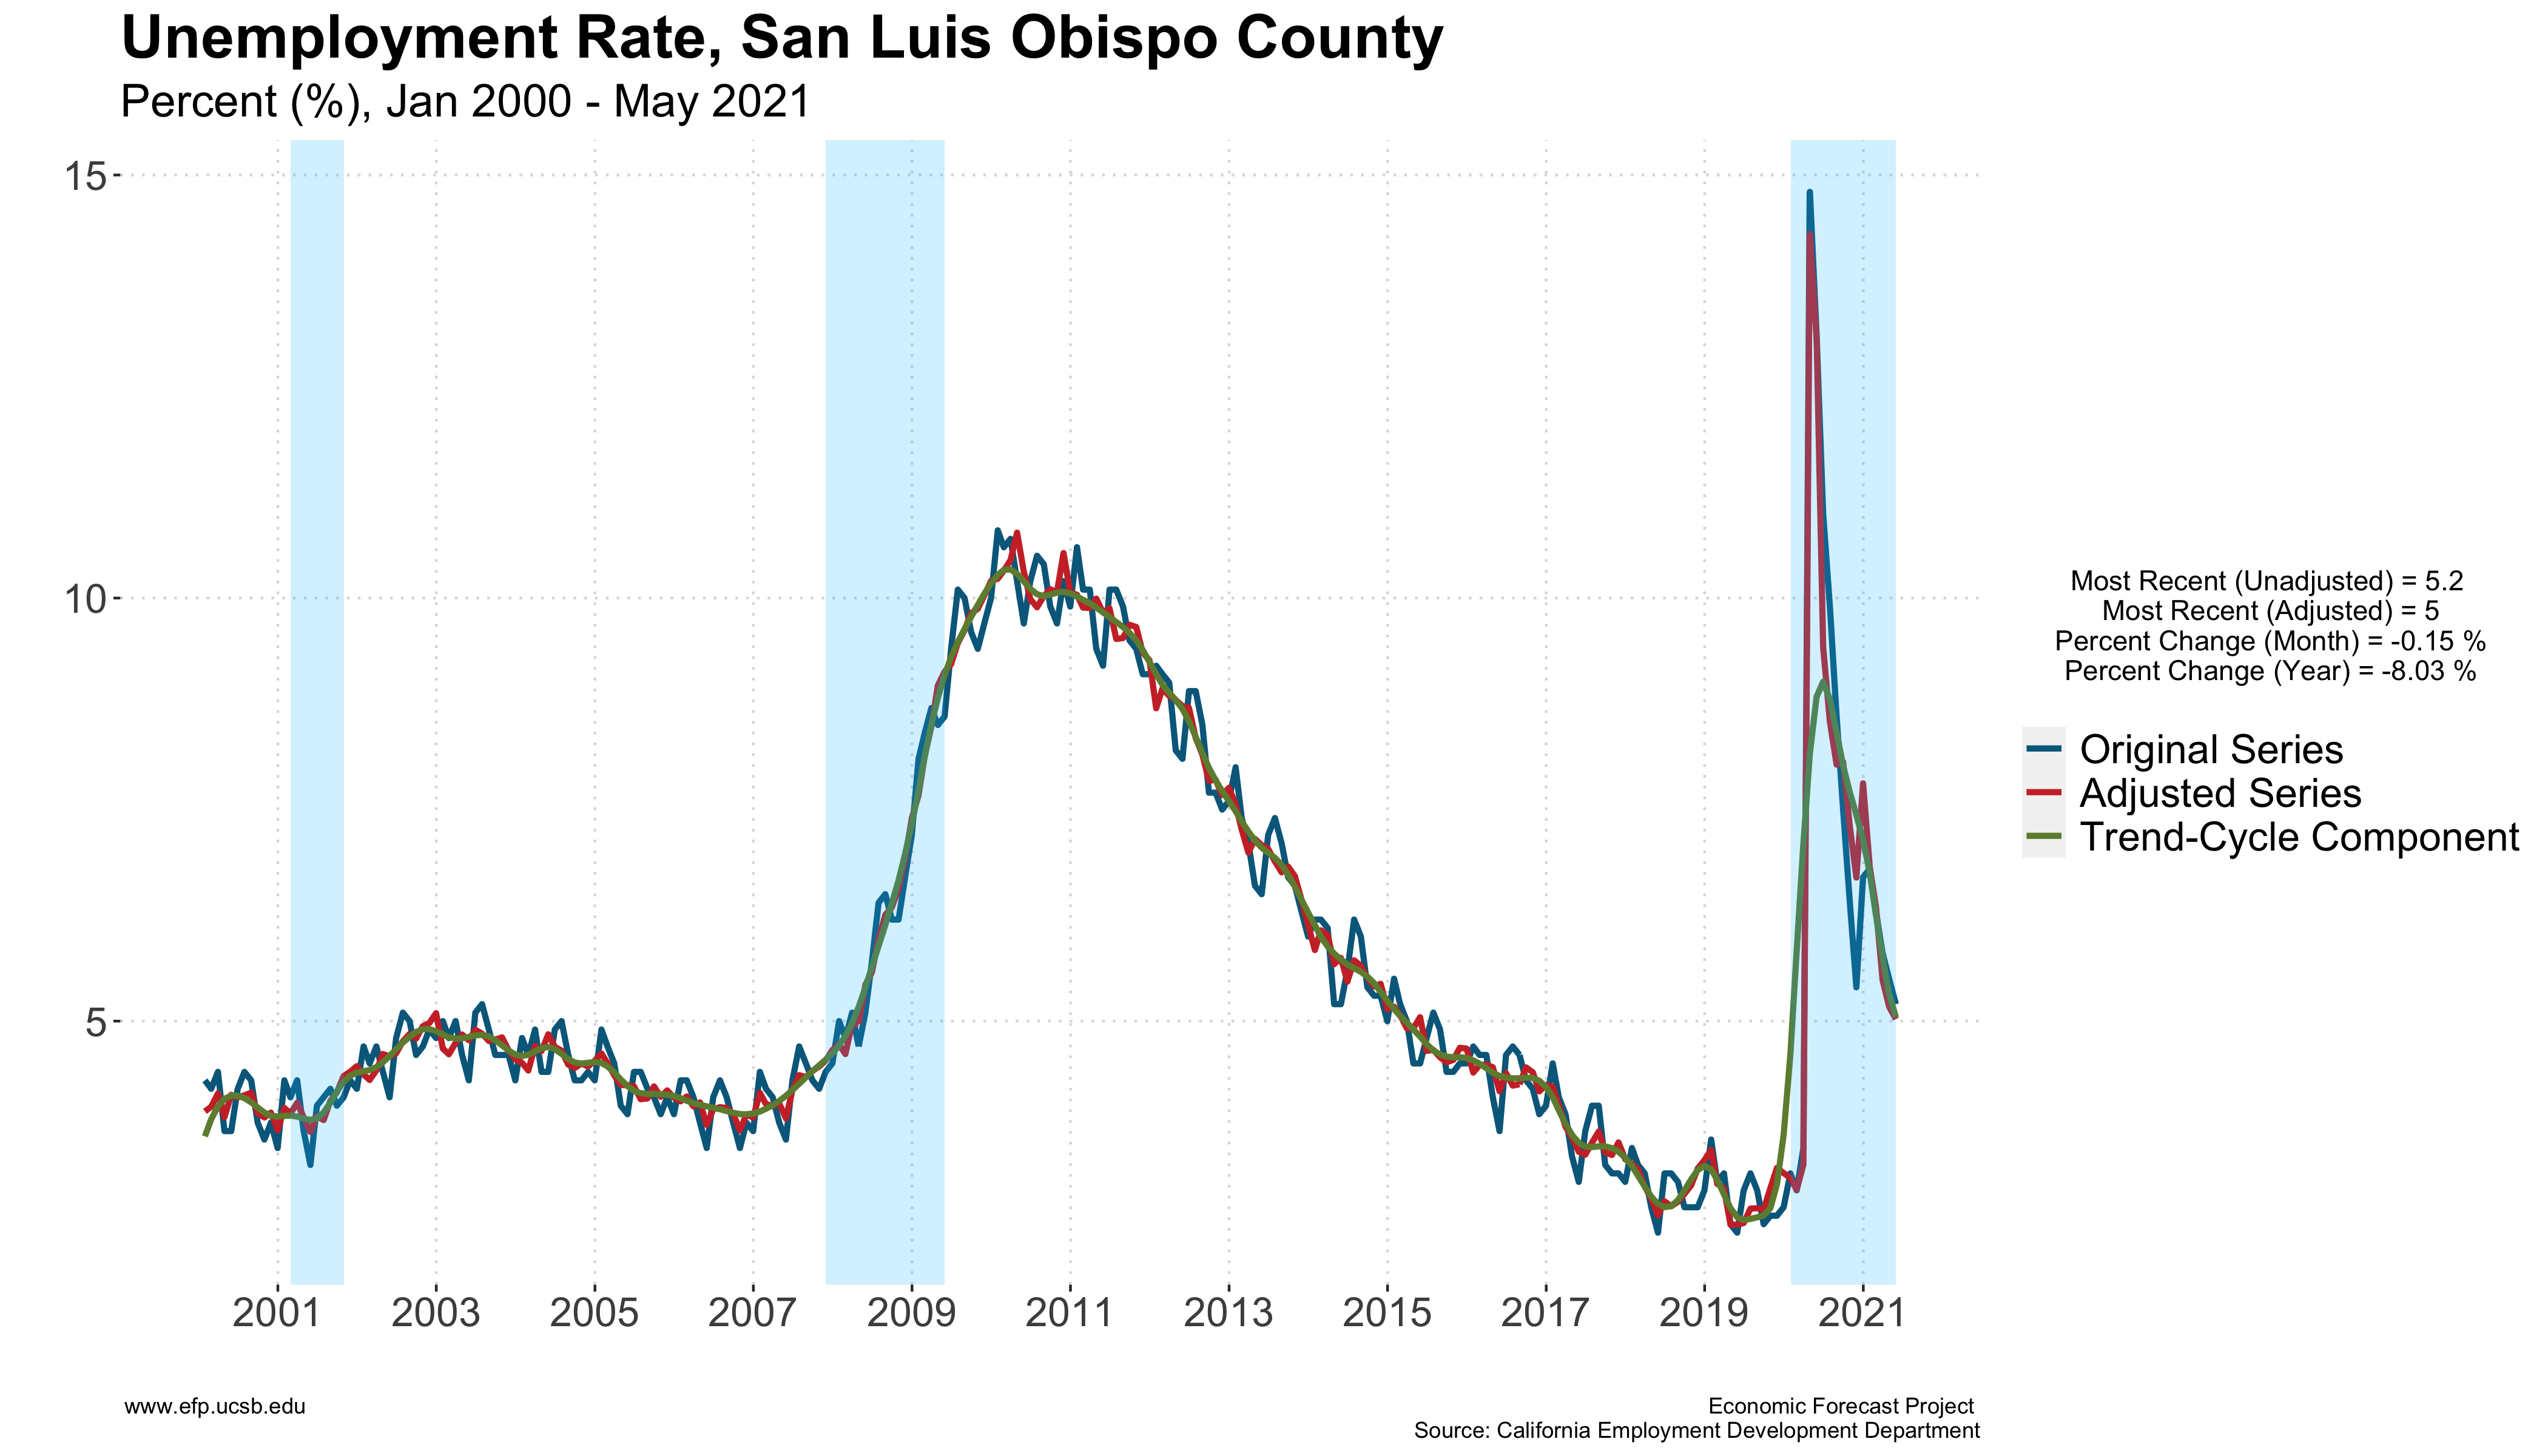 Unemployment Rate, San Luis Obispo County
Percent (%), Jan 2000 - May 2021
15
10
5
2001 2003 2005 2007 2009 2011 2013 2015 2017 2019 2021
Most Recent (Unadjusted) = 5.2
Most Recent (Adjusted) = 5
Percent Change (Month) = -0.15 %
Percent Change (Year) = -8.03 %
Original Series
Adjusted Series
Trend-Cycle Component
www.efp.ucsb.edu
Economic Forecast Project
Source: California Employment Development Department